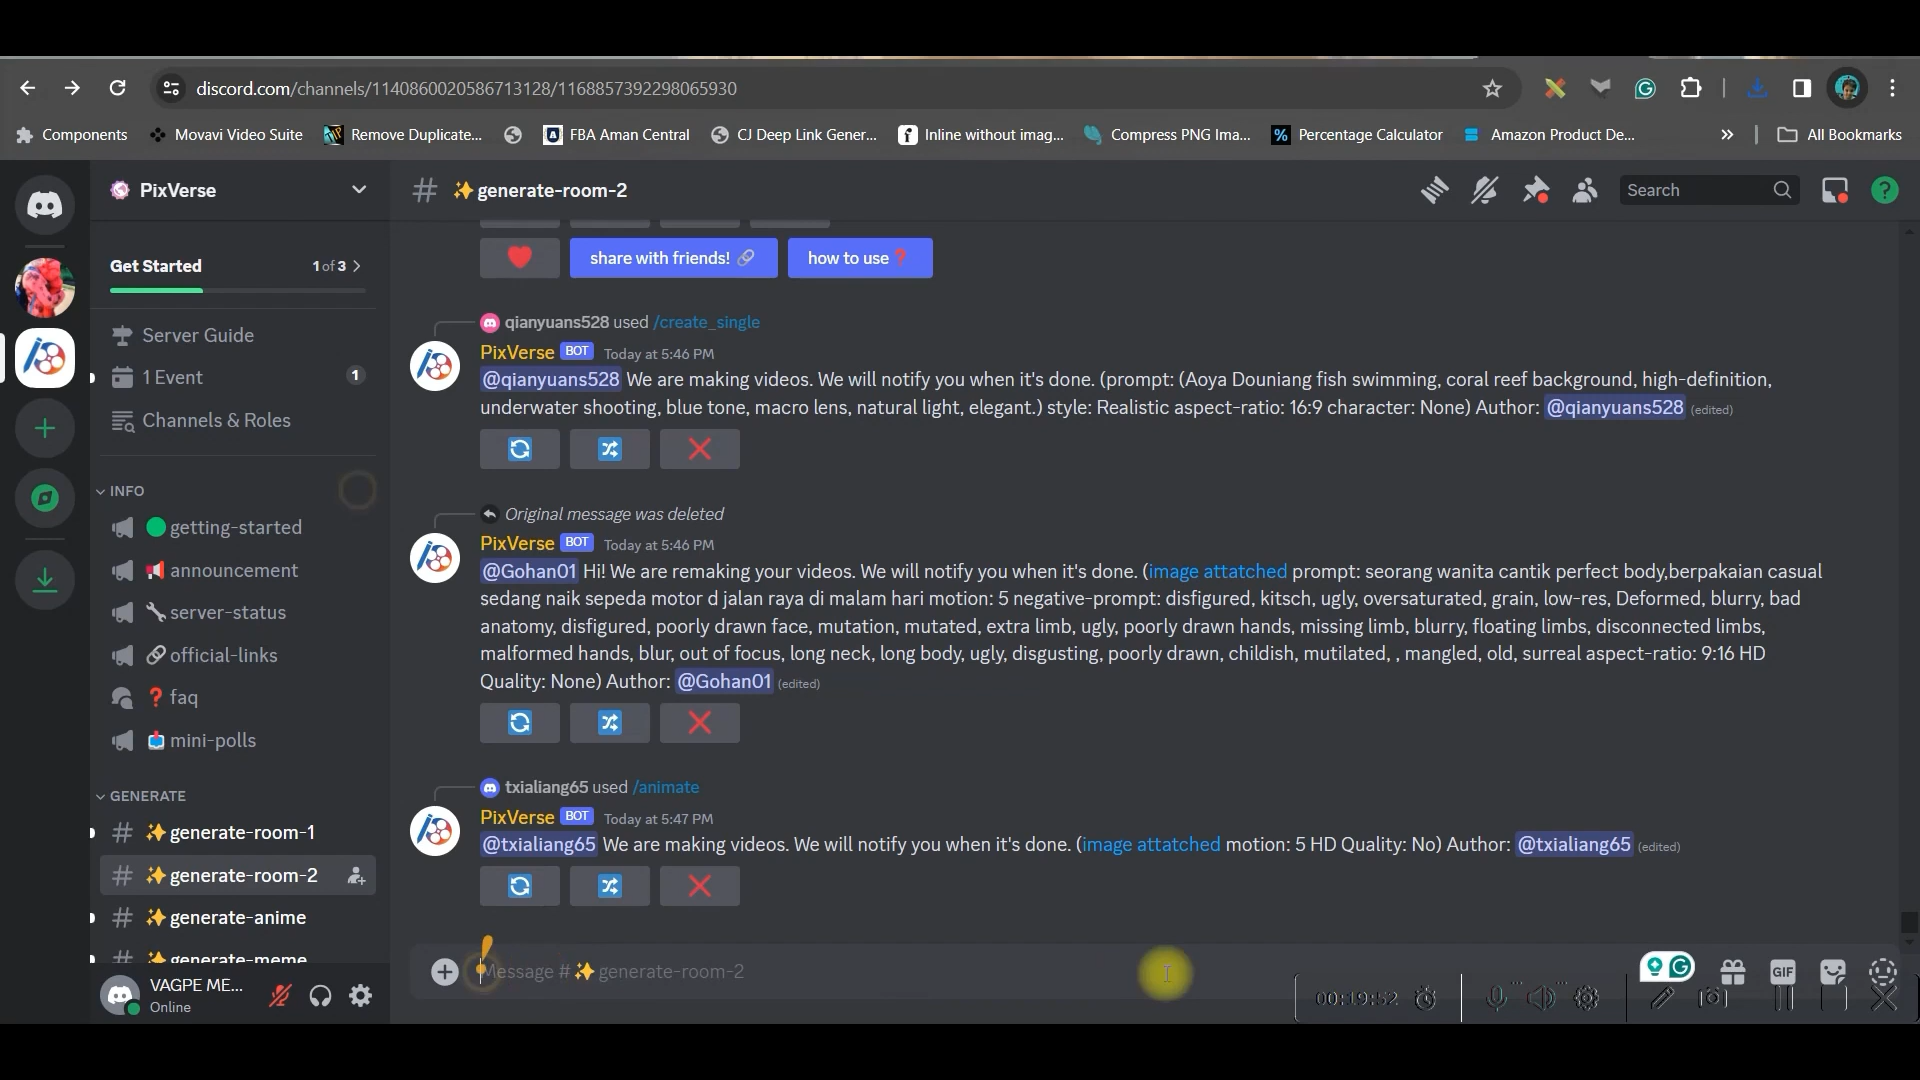 discord.com/channels/1140860020586713128/1168857392298065930
Components
Movavi Video Suite
Remove Duplicate...
FBA Aman Central
CJ Deep Link Gener...
Inline without imag...
Compress PNG Ima...
Percentage Calculator
Amazon Product De...
»
All Bookmarks
PixVerse
# ✨generate-room-2
Search
Get Started
1 of 3 >
Server Guide
1 Event
1
Channels & Roles
INFO
getting-started
announcement
server-status
official-links
❓ faq
mini-polls
GENERATE
# ✨generate-room-1
# ✨generate-room-2
# ✨generate-anime
# ✨generate-meme
VAGPE ME...
Online
share with friends! 🔗
how to use ❓
qianyuans528 used /create_single
PixVerse BOT Today at 5:46 PM
@qianyuans528 We are making videos. We will notify you when it's done. (prompt: (Aoya Douniang fish swimming, coral reef background, high-definition,
underwater shooting, blue tone, macro lens, natural light, elegant.) style: Realistic aspect-ratio: 16:9 character: None) Author: @qianyuans528 (edited)
Original message was deleted
PixVerse BOT Today at 5:46 PM
@Gohan01 Hi! We are remaking your videos. We will notify you when it's done. (image attatched prompt: seorang wanita cantik perfect body,berpakaian casual
sedang naik sepeda motor d jalan raya di malam hari motion: 5 negative-prompt: disfigured, kitsch, ugly, oversaturated, grain, low-res, Deformed, blurry, bad
anatomy, disfigured, poorly drawn face, mutation, mutated, extra limb, ugly, poorly drawn hands, missing limb, blurry, floating limbs, disconnected limbs,
malformed hands, blur, out of focus, long neck, long body, ugly, disgusting, poorly drawn, childish, mutilated, , mangled, old, surreal aspect-ratio: 9:16 HD
Quality: None) Author: @Gohan01 (edited)
txialiang65 used /animate
PixVerse BOT Today at 5:47 PM
@txialiang65 We are making videos. We will notify you when it's done. (image attatched motion: 5 HD Quality: No) Author: @txialiang65 (edited)
Message # ✨ generate-room-2
GIF
00:19:52